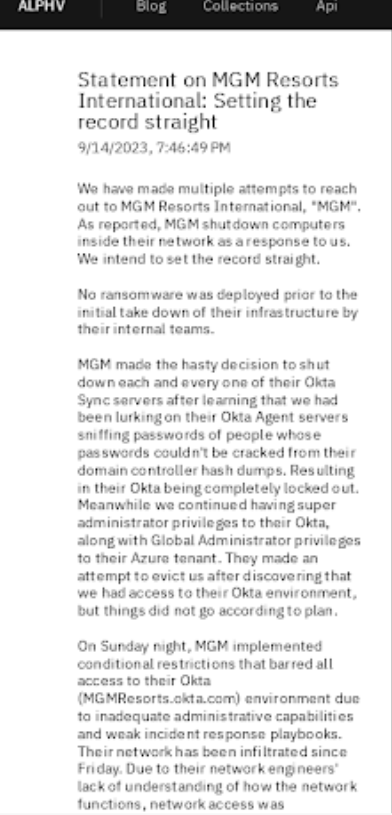 ALPHV Blog Collections Api
Statement on MGM Resorts
International: Setting the
record straight
9/14/2023, 7:46:49 PM
We have made multiple attempts to reach
out to MGM Resorts International, "MGM".
As reported, MGM shutdown computers
inside their network as a response to us.
We intend to set the record straight.
No ransomware was deployed prior to the
initial take down of their infrastructure by
their internal teams.
MGM made the hasty decision to shut
down each and every one of their Okta
Sync servers after learning that we had
been lurking on their Okta Agent servers
sniffing passwords of people whose
passwords couldn't be cracked from their
domain controller hash dumps. Resulting
in their Okta being completely locked out.
Meanwhile we continued having super
administrator privileges to their Okta,
along with Global Administrator privileges
to their Azure tenant. They made an
attempt to evict us after discovering that
we had access to their Okta environment,
but things did not go according to plan.
On Sunday night, MGM implemented
conditional restrictions that barred all
access to their Okta
(MGMResorts.okta.com) environment due
to inadequate administrative capabilities
and weak incident response playbooks.
Their network has been infiltrated since
Friday. Due to their network engineers'
lack of understanding of how the network
functions, network access was